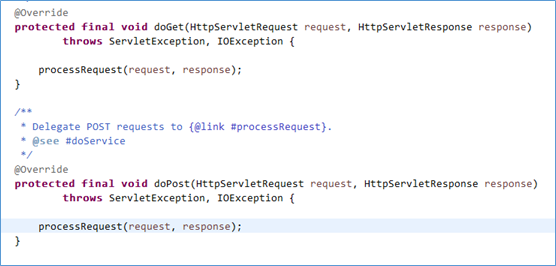 @Override
protected final void doGet(HttpServletRequest request, HttpServletResponse response)
        throws ServletException, IOException {

    processRequest(request, response);
}

/**
 * Delegate POST requests to {@link #processRequest}.
 * @see #doService
 */
@Override
protected final void doPost(HttpServletRequest request, HttpServletResponse response)
        throws ServletException, IOException {

    processRequest(request, response);
}